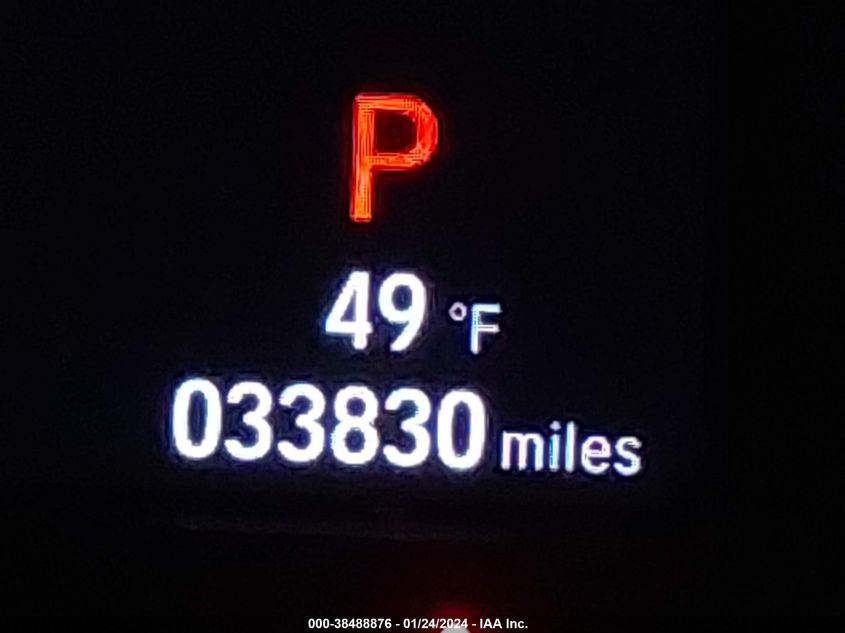 P
49 °F
033830 miles
000-38488876 - 01/24/2024 - IAA Inc.